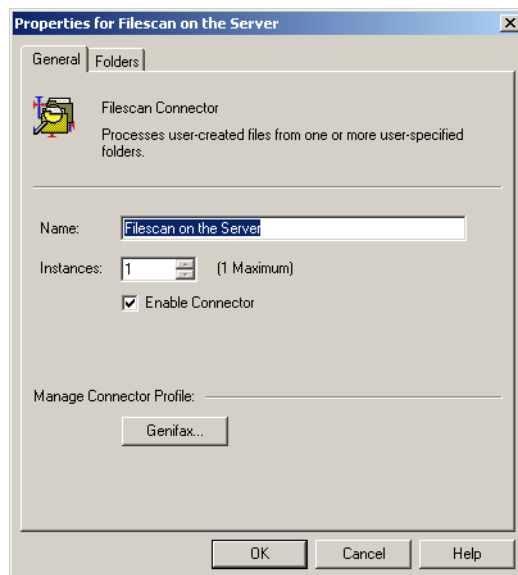 Properties for Filescan on the Server
General Folders
Filescan Connector
Processes user-created files from one or more user-specified
folders.
Name: Filescan on the Server
Instances: 1 (1 Maximum)
Enable Connector
Manage Connector Profile:
Genifax...
OK Cancel Help